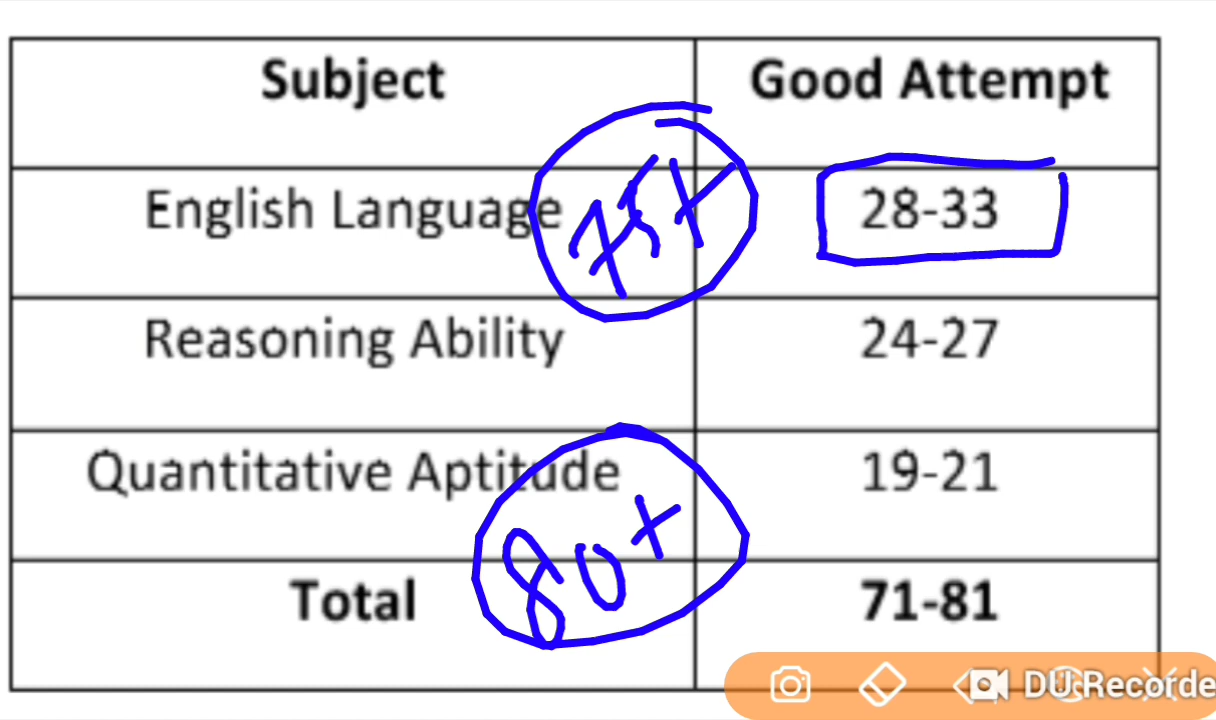 Subject Good Attempt
English Language 28-33
75+
Reasoning Ability 24-27
Quantitative Aptitude 19-21
80+
Total 71-81
DU Recorde